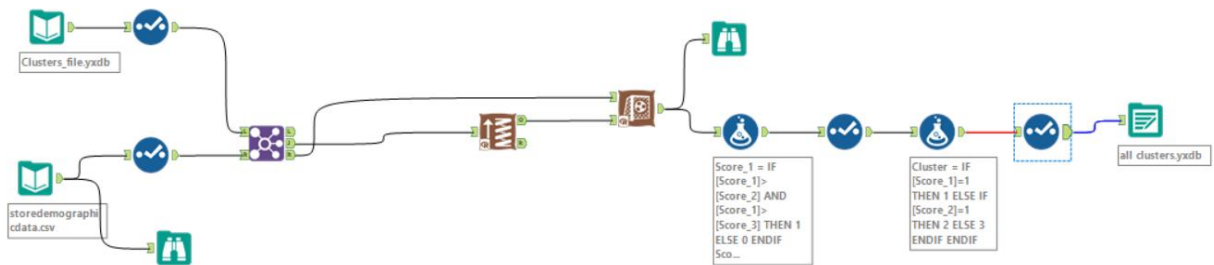 Clusters_file.yxdb
storedemographi
cdata.csv
Score_1 = IF
[Score_1]>
[Score_2] AND
[Score_1]>
[Score_3] THEN 1
ELSE 0 ENDIF
Sco...
Cluster = IF
[Score_1]=1
THEN 1 ELSE IF
[Score_2]=1
THEN 2 ELSE 3
ENDIF ENDIF
all clusters.yxdb